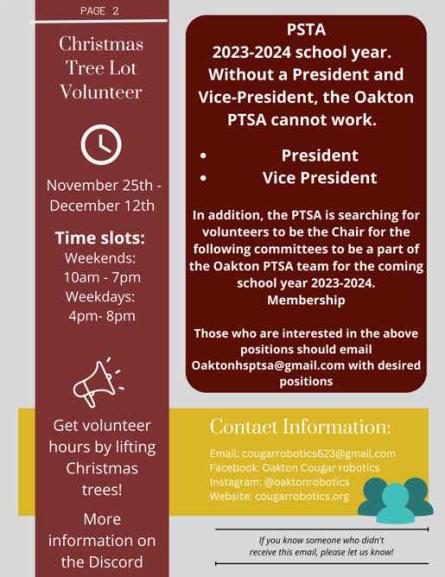 PAGE 2
Christmas
Tree Lot
Volunteer
November 25th -
December 12th
Time slots:
Weekends:
10am - 7pm
Weekdays:
4pm- 8pm
Get volunteer
hours by lifting
Christmas
trees!
More
information on
the Discord
PSTA
2023-2024 school year.
Without a President and
Vice-President, the Oakton
PTSA cannot work.
• President
• Vice President
In addition, the PTSA is searching for
volunteers to be the Chair for the
following committees to be a part of
the Oakton PTSA team for the coming
school year 2023-2024.
Membership
Those who are interested in the above
positions should email
Oaktonhsptsa@gmail.com with desired
positions
Contact Information:
Email: cougarrobotics623@gmail.com
Facebook: Oakton Cougar robotics
Instagram: @oaktonrobotics
Website: cougarrobotics.org
If you know someone who didn't
receive this email, please let us know!